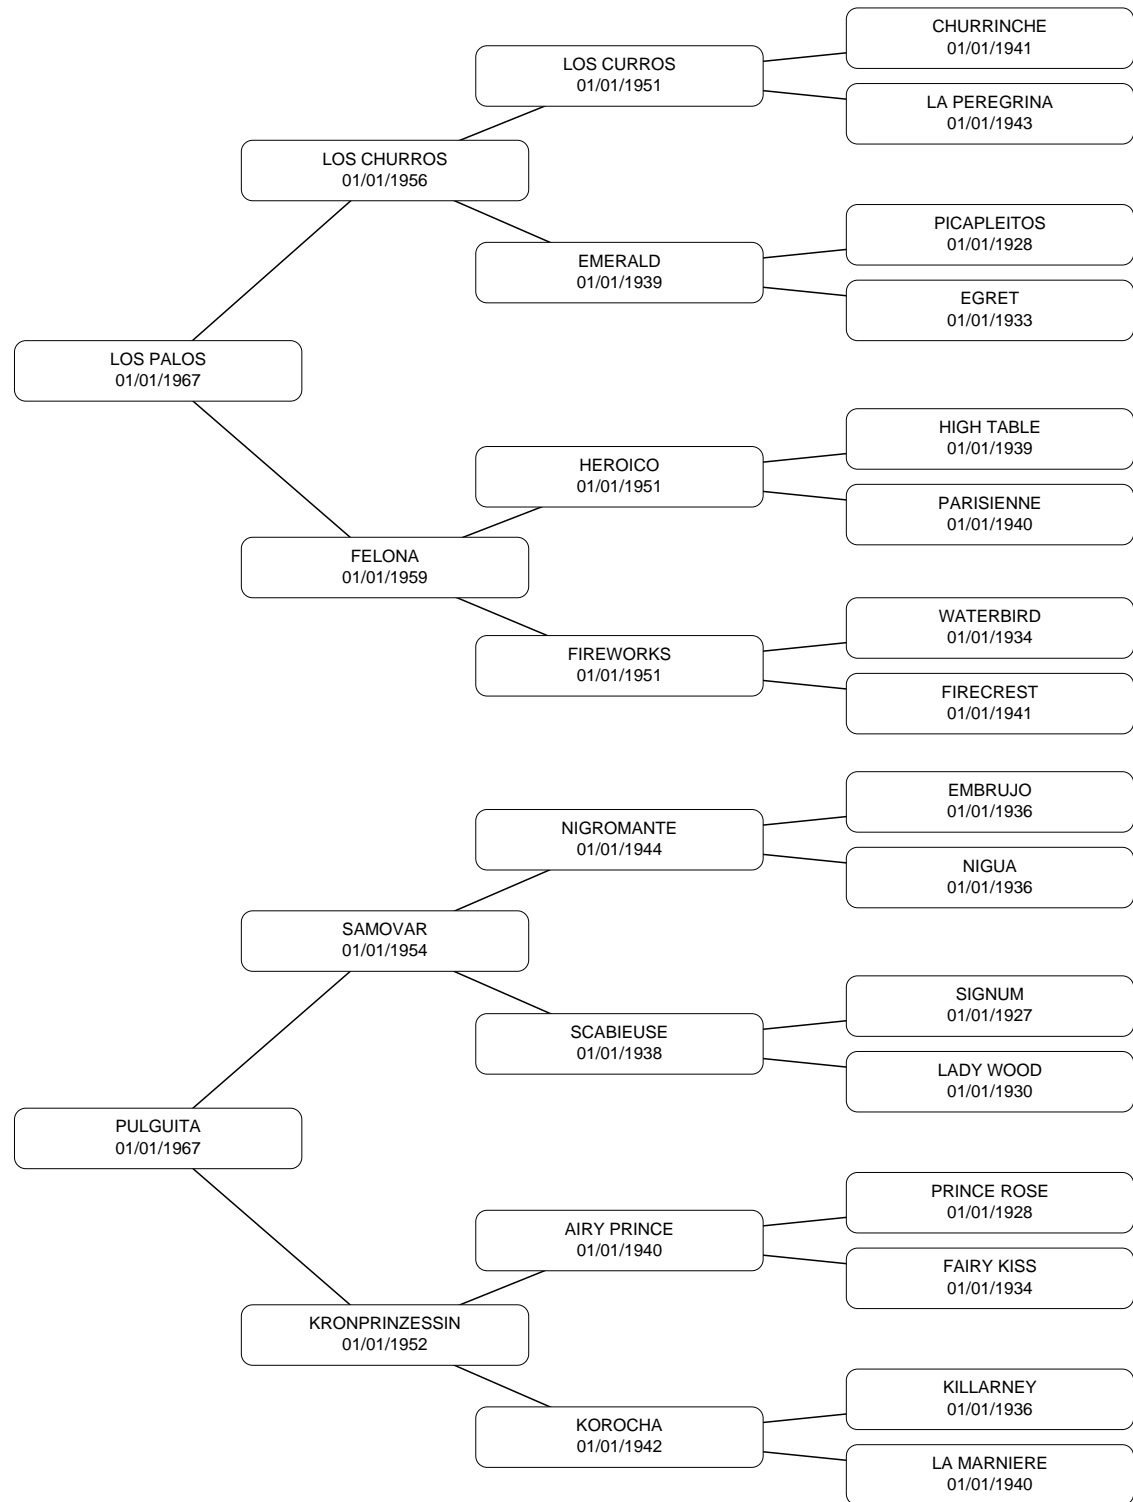 CHURRINCHE
01/01/1941
LOS CURROS
01/01/1951
LA PEREGRINA
01/01/1943
LOS CHURROS
01/01/1956
PICAPLEITOS
01/01/1928
EMERALD
01/01/1939
EGRET
01/01/1933
LOS PALOS
01/01/1967
HIGH TABLE
01/01/1939
HEROICO
01/01/1951
PARISIENNE
01/01/1940
FELONA
01/01/1959
WATERBIRD
01/01/1934
FIREWORKS
01/01/1951
FIRECREST
01/01/1941
EMBRUJO
01/01/1936
NIGROMANTE
01/01/1944
NIGUA
01/01/1936
SAMOVAR
01/01/1954
SIGNUM
01/01/1927
SCABIEUSE
01/01/1938
LADY WOOD
01/01/1930
PULGUITA
01/01/1967
PRINCE ROSE
01/01/1928
AIRY PRINCE
01/01/1940
FAIRY KISS
01/01/1934
KRONPRINZESSIN
01/01/1952
KILLARNEY
01/01/1936
KOROCHA
01/01/1942
LA MARNIERE
01/01/1940